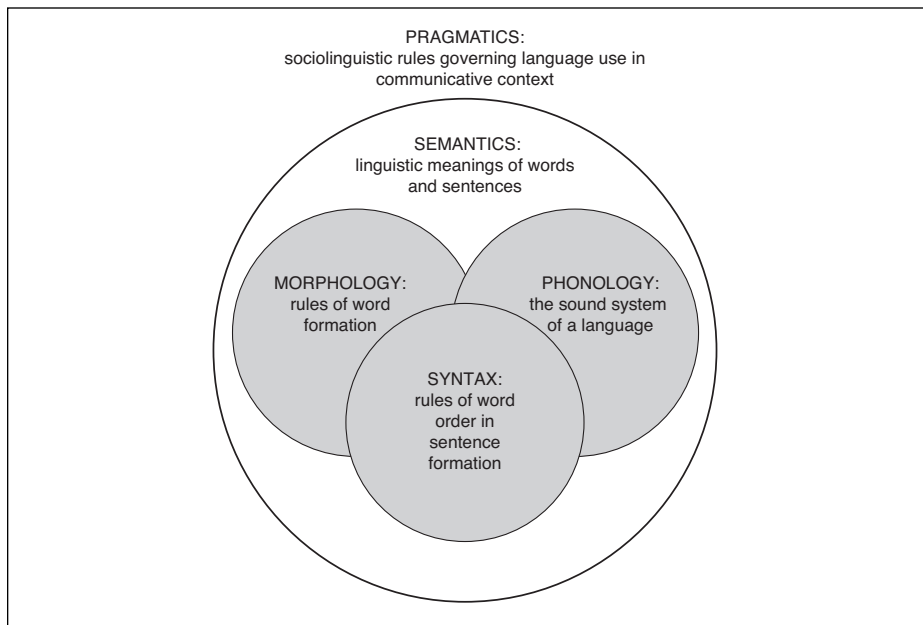 PRAGMATICS:
sociolinguistic rules governing language use in
communicative context
SEMANTICS:
linguistic meanings of words
and sentences
MORPHOLOGY:
rules of word
formation
PHONOLOGY:
the sound system
of a language
SYNTAX:
rules of word
order in
sentence
formation